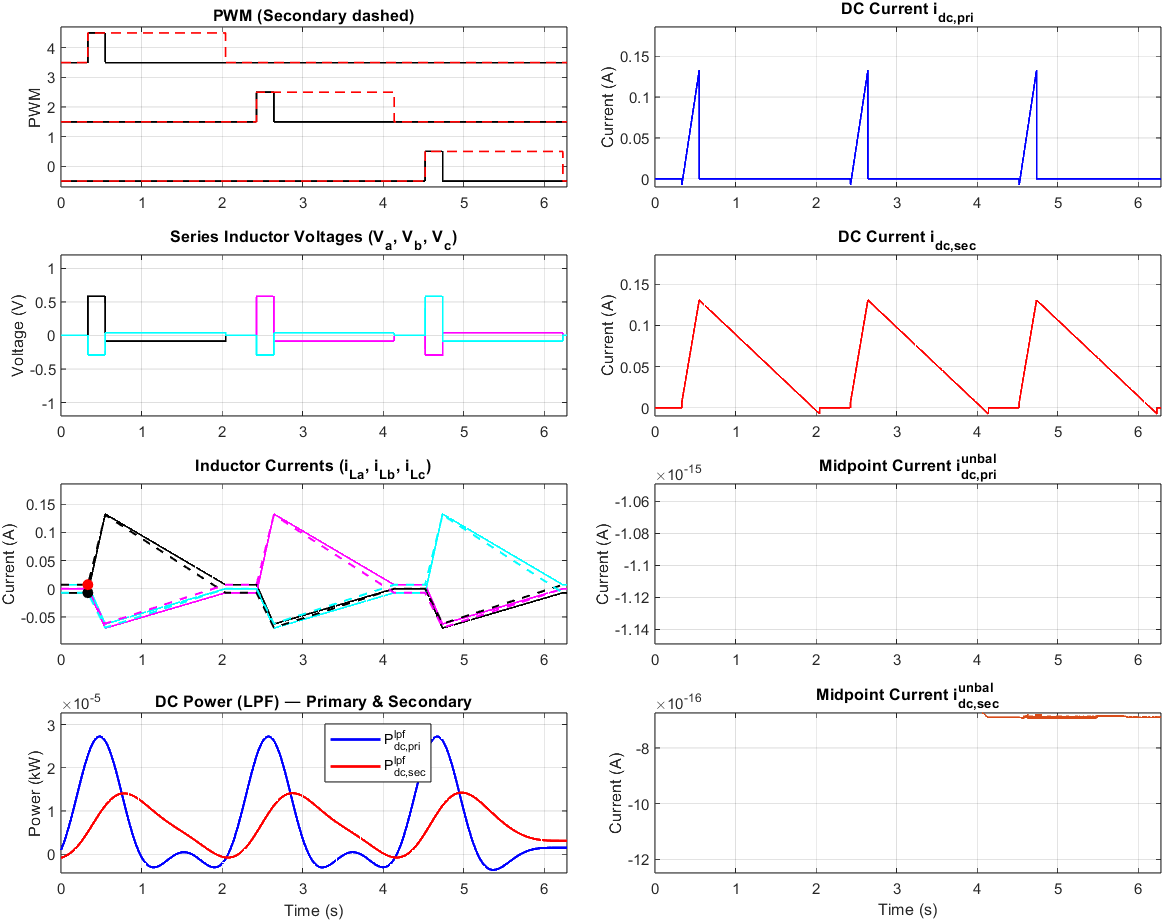 PWM (Secondary dashed)
PWM
4
3
2
1
0
0 1 2 3 4 5 6
DC Current i_dc,pri
Current (A)
0.15
0.1
0.05
0
0 1 2 3 4 5 6
Series Inductor Voltages (V_a, V_b, V_c)
Voltage (V)
1
0.5
0
-0.5
-1
0 1 2 3 4 5 6
DC Current i_dc,sec
Current (A)
0.15
0.1
0.05
0
0 1 2 3 4 5 6
Inductor Currents (i_La, i_Lb, i_Lc)
Current (A)
0.15
0.1
0.05
0
-0.05
0 1 2 3 4 5 6
Midpoint Current i^unbal_dc,pri
×10^-15
Current (A)
-1.06
-1.08
-1.1
-1.12
-1.14
0 1 2 3 4 5 6
DC Power (LPF) — Primary & Secondary
×10^-5
Power (kW)
3
2
1
0
P^lpf_dc,pri
P^lpf_dc,sec
0 1 2 3 4 5 6
Time (s)
Midpoint Current i^unbal_dc,sec
×10^-16
Current (A)
-8
-10
-12
0 1 2 3 4 5 6
Time (s)